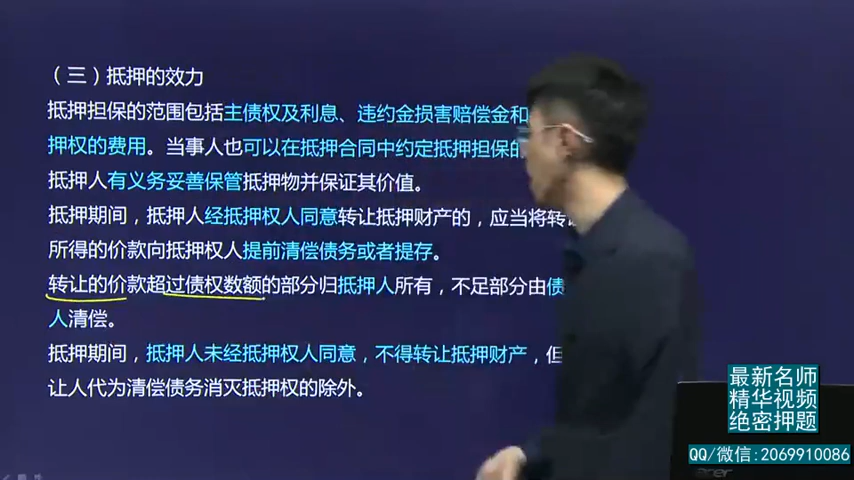 （三）抵押的效力
抵押担保的范围包括主债权及利息、违约金损害赔偿金和
押权的费用。当事人也可以在抵押合同中约定抵押担保的
抵押人有义务妥善保管抵押物并保证其价值。
抵押期间，抵押人经抵押权人同意转让抵押财产的，应当将转让
所得的价款向抵押权人提前清偿债务或者提存。
转让的价款超过债权数额的部分归抵押人所有，不足部分由债
人清偿。
抵押期间，抵押人未经抵押权人同意，不得转让抵押财产，但
让人代为清偿债务消灭抵押权的除外。
最新名师
精华视频
绝密押题
QQ/微信:2069910086
acer